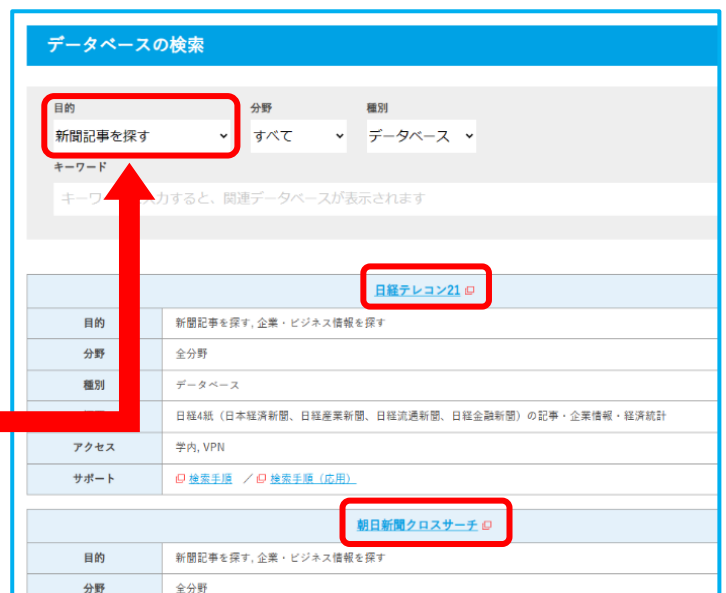 データベースの検索
目的 分野 種別
新聞記事を探す すべて データベース
キーワード
キーワ 力すると、関連データベースが表示されます
日経テレコン21
目的 新聞記事を探す, 企業・ビジネス情報を探す
分野 全分野
種別 データベース
日経4紙（日本経済新聞、日経産業新聞、日経流通新聞、日経金融新聞）の記事・企業情報・経済統計
アクセス 学内, VPN
サポート 検索手順 ／ 検索手順（応用）
朝日新聞クロスサーチ
目的 新聞記事を探す, 企業・ビジネス情報を探す
分野 全分野